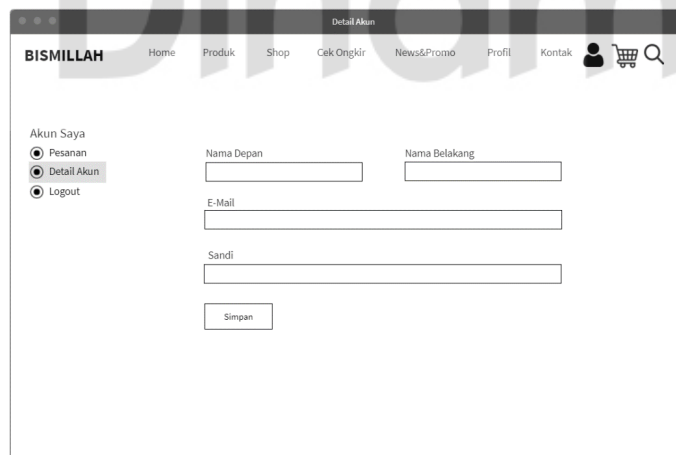 Detail Akun
BISMILLAH Home Produk Shop Cek Ongkir News&Promo Profil Kontak
Akun Saya
Pesanan
Detail Akun
Logout
Nama Depan Nama Belakang
E-Mail
Sandi
Simpan